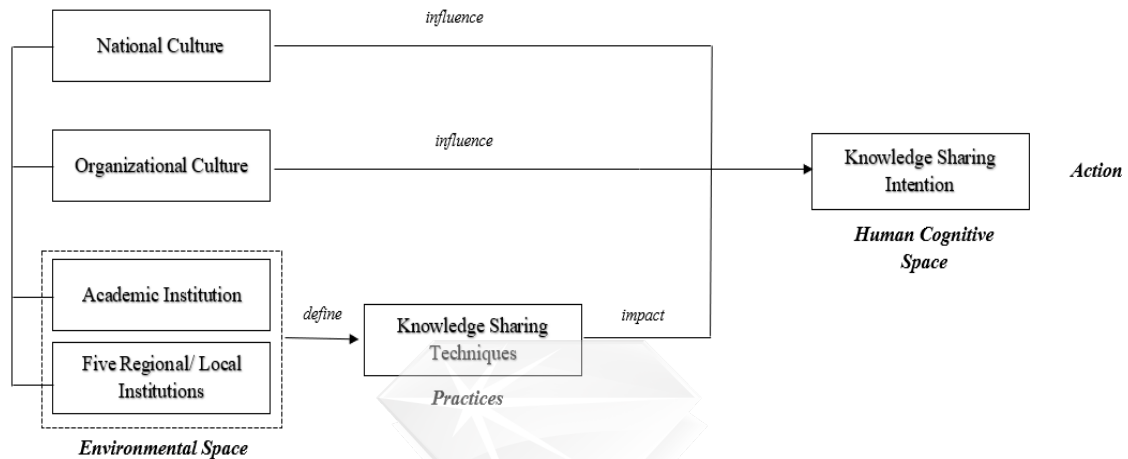 National Culture
influence
Organizational Culture
influence
Knowledge Sharing
Intention
Action
Human Cognitive
Space
Academic Institution
define
Knowledge Sharing
Techniques
impact
Five Regional/ Local
Institutions
Practices
Environmental Space